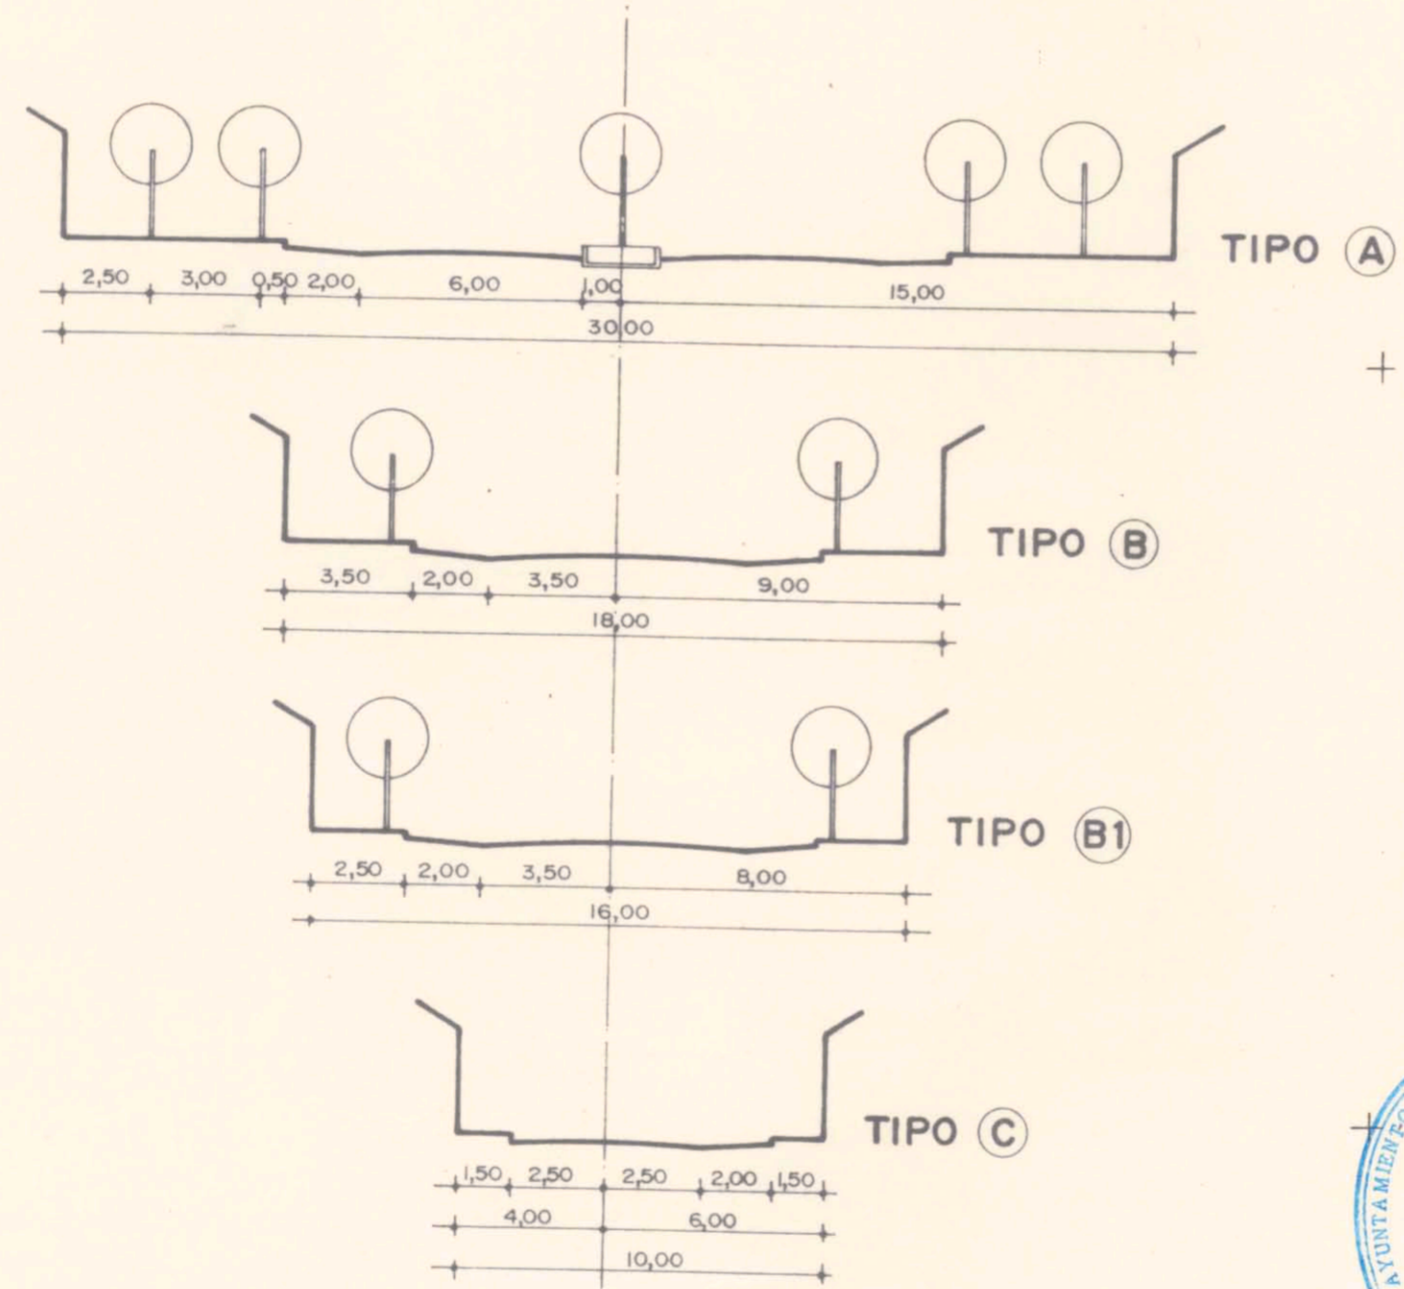 TIPO A
2,50 3,00 0,50 2,00 6,00 1,00 15,00
30,00
TIPO B
3,50 2,00 3,50 9,00
18,00
TIPO B1
2,50 2,00 3,50 8,00
16,00
TIPO C
1,50 2,50 2,50 2,00 1,50
4,00 6,00
10,00
AYUNTAMIENTO